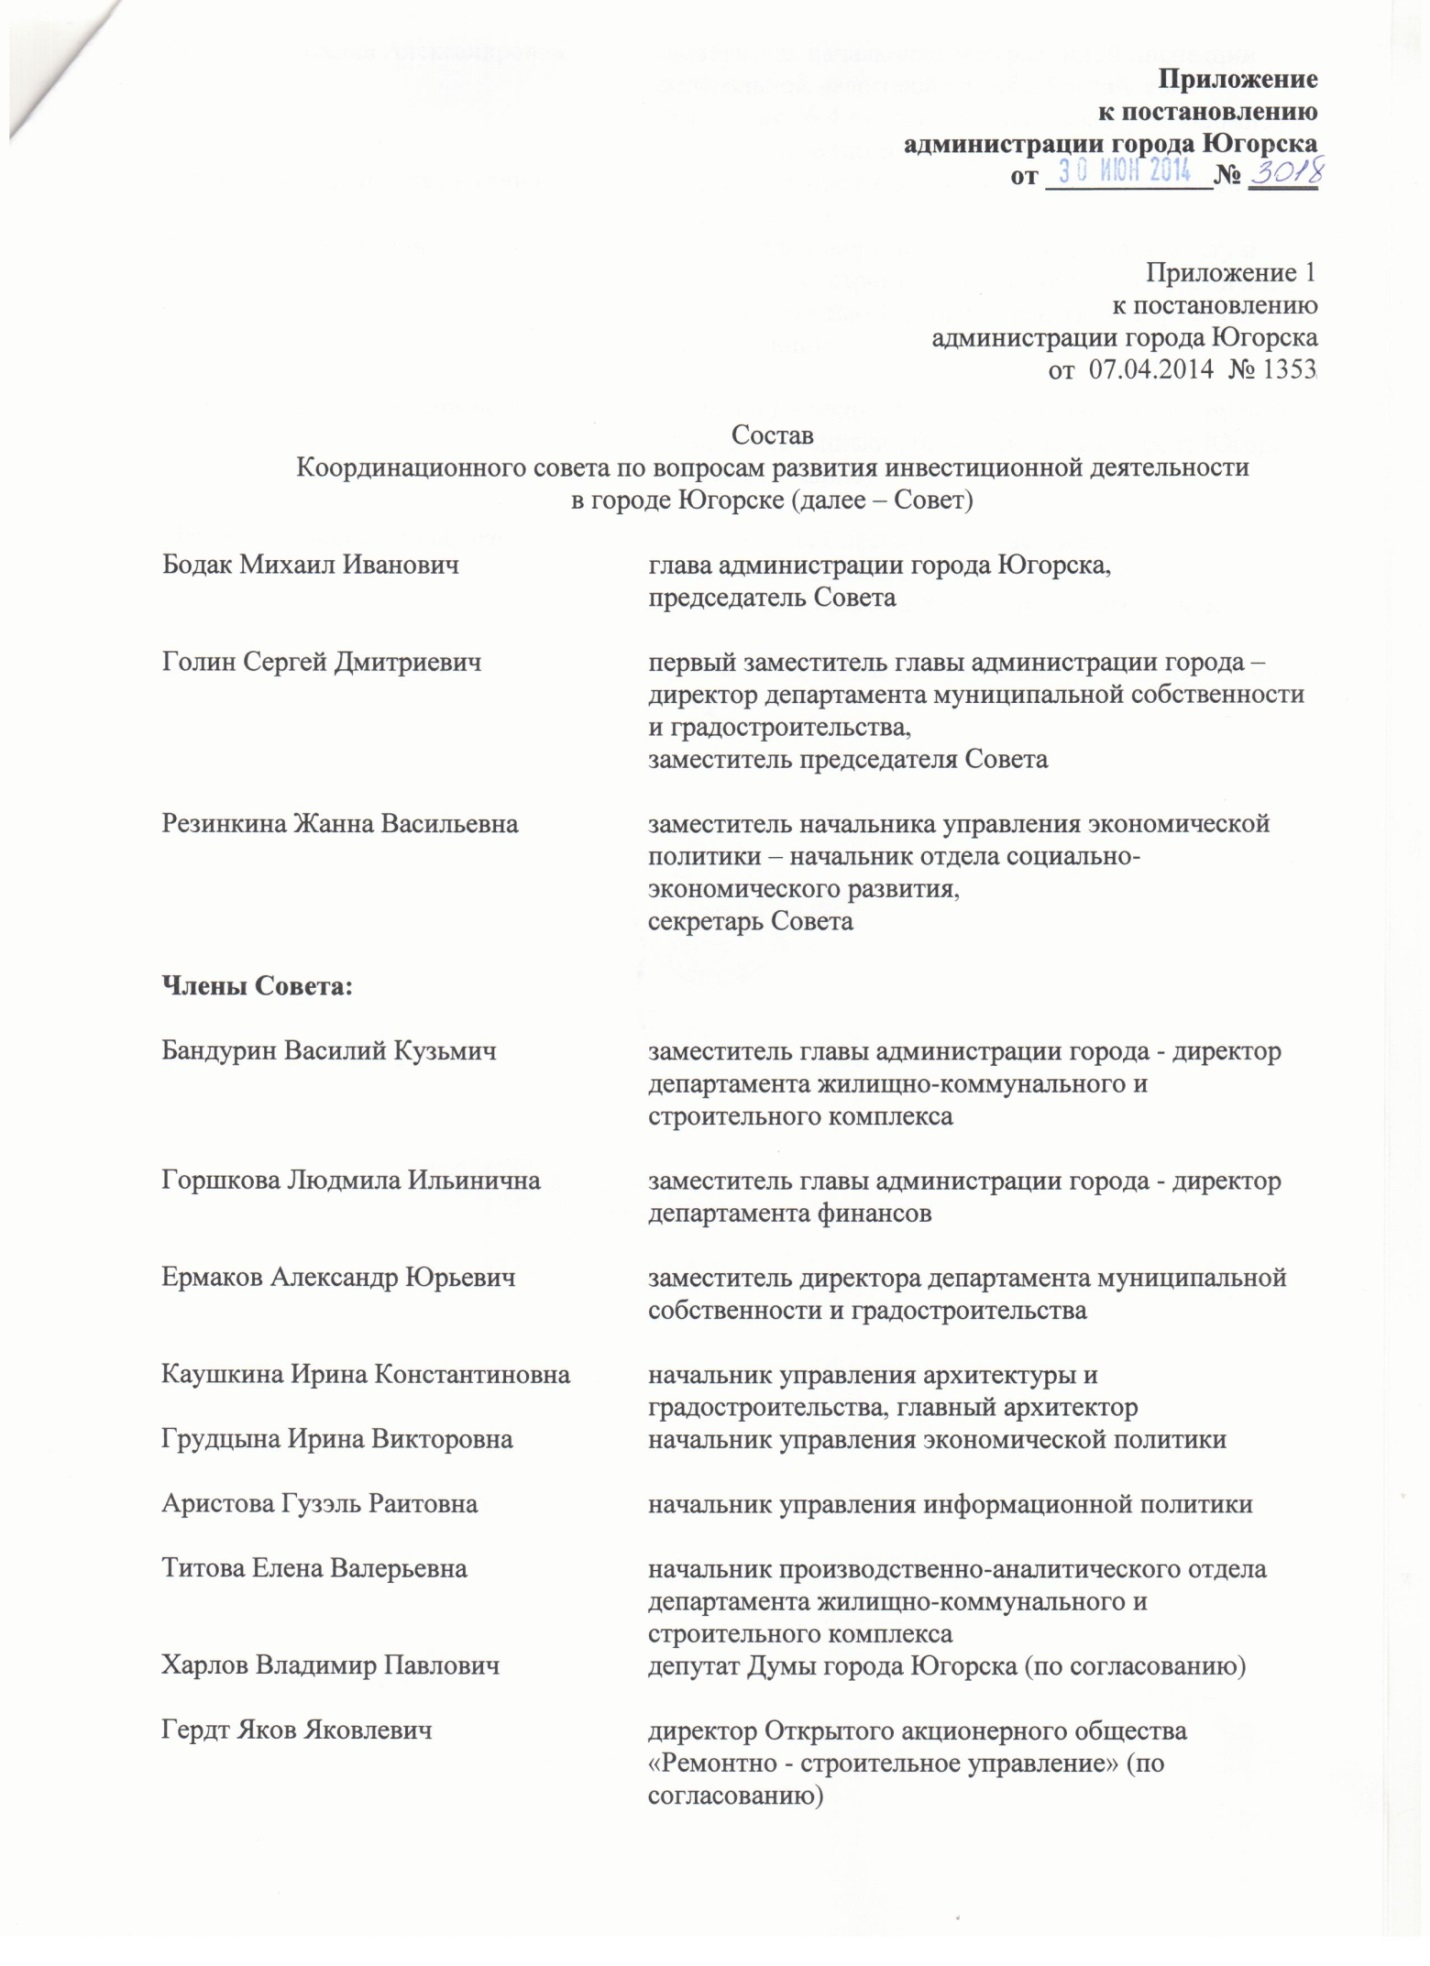 Приложение
к постановлению
администрации города Югорска
от 30 ИЮН 2014 № 3018
Приложение 1
к постановлению
администрации города Югорска
от 07.04.2014 № 1353
Состав
Координационного совета по вопросам развития инвестиционной деятельности
в городе Югорске (далее – Совет)
Бодак Михаил Иванович
глава администрации города Югорска,
председатель Совета
Голин Сергей Дмитриевич
первый заместитель главы администрации города –
директор департамента муниципальной собственности
и градостроительства,
заместитель председателя Совета
Резинкина Жанна Васильевна
заместитель начальника управления экономической
политики – начальник отдела социально-
экономического развития,
секретарь Совета
Члены Совета:
Бандурин Василий Кузьмич
заместитель главы администрации города - директор
департамента жилищно-коммунального и
строительного комплекса
Горшкова Людмила Ильинична
заместитель главы администрации города - директор
департамента финансов
Ермаков Александр Юрьевич
заместитель директора департамента муниципальной
собственности и градостроительства
Каушкина Ирина Константиновна
начальник управления архитектуры и
градостроительства, главный архитектор
Грудцына Ирина Викторовна
начальник управления экономической политики
Аристова Гузэль Раитовна
начальник управления информационной политики
Титова Елена Валерьевна
начальник производственно-аналитического отдела
департамента жилищно-коммунального и
строительного комплекса
Харлов Владимир Павлович
депутат Думы города Югорска (по согласованию)
Гердт Яков Яковлевич
директор Открытого акционерного общества
«Ремонтно - строительное управление» (по
согласованию)